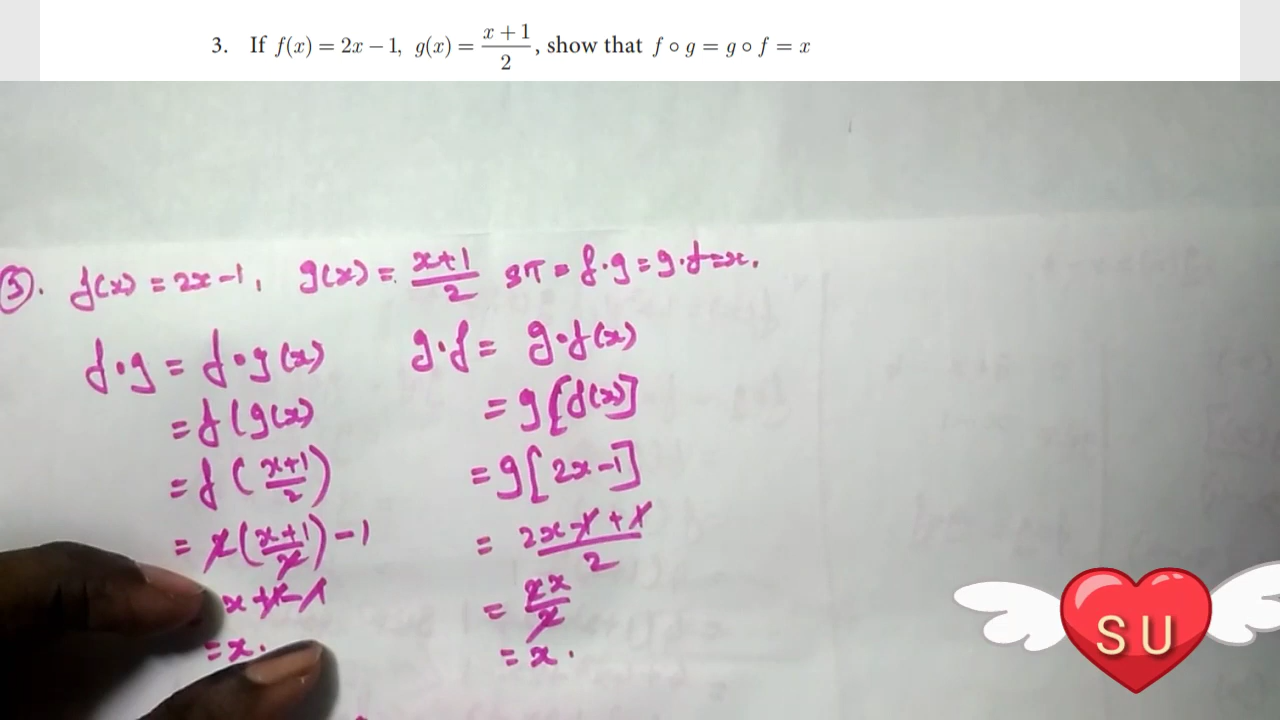 3. If f(x) = 2x − 1, g(x) = (x + 1)/2, show that f ∘ g = g ∘ f = x
3). f(x) = 2x-1, g(x) = (x+1)/2 ST = f∘g = g∘f = x.
f∘g = f∘g(x)
= f(g(x)
= f((x+1)/2)
= 2((x+1)/2)-1
x+1-1
= x.
g∘f = g∘f(x)
= g[f(x)]
= g[2x-1]
= (2x-1+1)/2
= 2x/2
= x.
S U